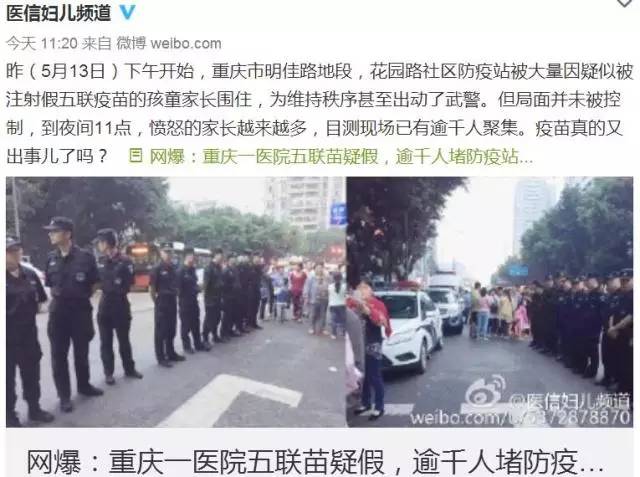 医信妇儿频道
今天 11:20 来自 微博 weibo.com
昨（5月13日）下午开始，重庆市明佳路地段，花园路社区防疫站被大量因疑似被
注射假五联疫苗的孩童家长围住，为维持秩序甚至出动了武警。但局面并未被控
制，到夜间11点，愤怒的家长越来越多，目测现场已有逾千人聚集。疫苗真的又
出事儿了吗？ 网爆：重庆一医院五联苗疑假，逾千人堵防疫站...
@医信妇儿频道
weibo.com/u/5372878870
网爆：重庆一医院五联苗疑假，逾千人堵防疫...